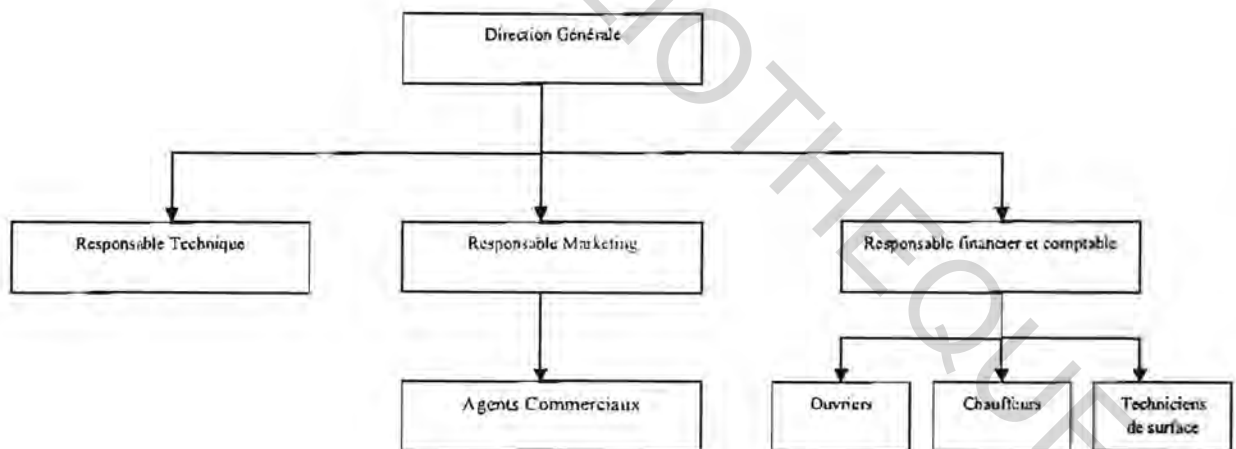 Direction Générale
Responsable Technique
Responsable Marketing
Responsable financier et comptable
Agents Commerciaux
Ouvriers
Chauffeurs
Techniciens
de surface